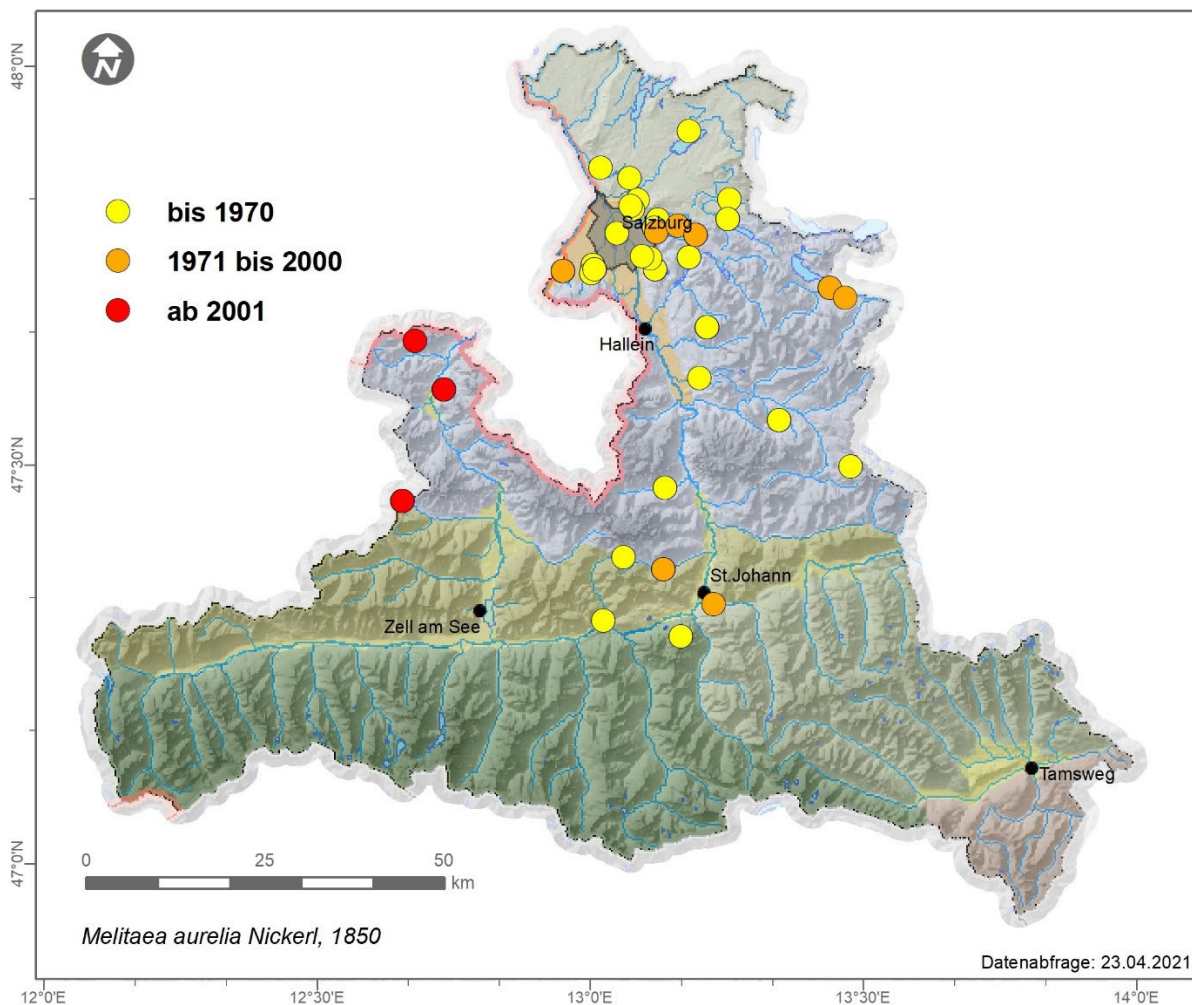 N
bis 1970
1971 bis 2000
ab 2001
Salzburg
Hallein
St.Johann
Zell am See
Tamsweg
0 25 50
km
Melitaea aurelia Nickerl, 1850
Datenabfrage: 23.04.2021
48°0'N
47°30'N
47°0'N
12°0'E 12°30'E 13°0'E 13°30'E 14°0'E